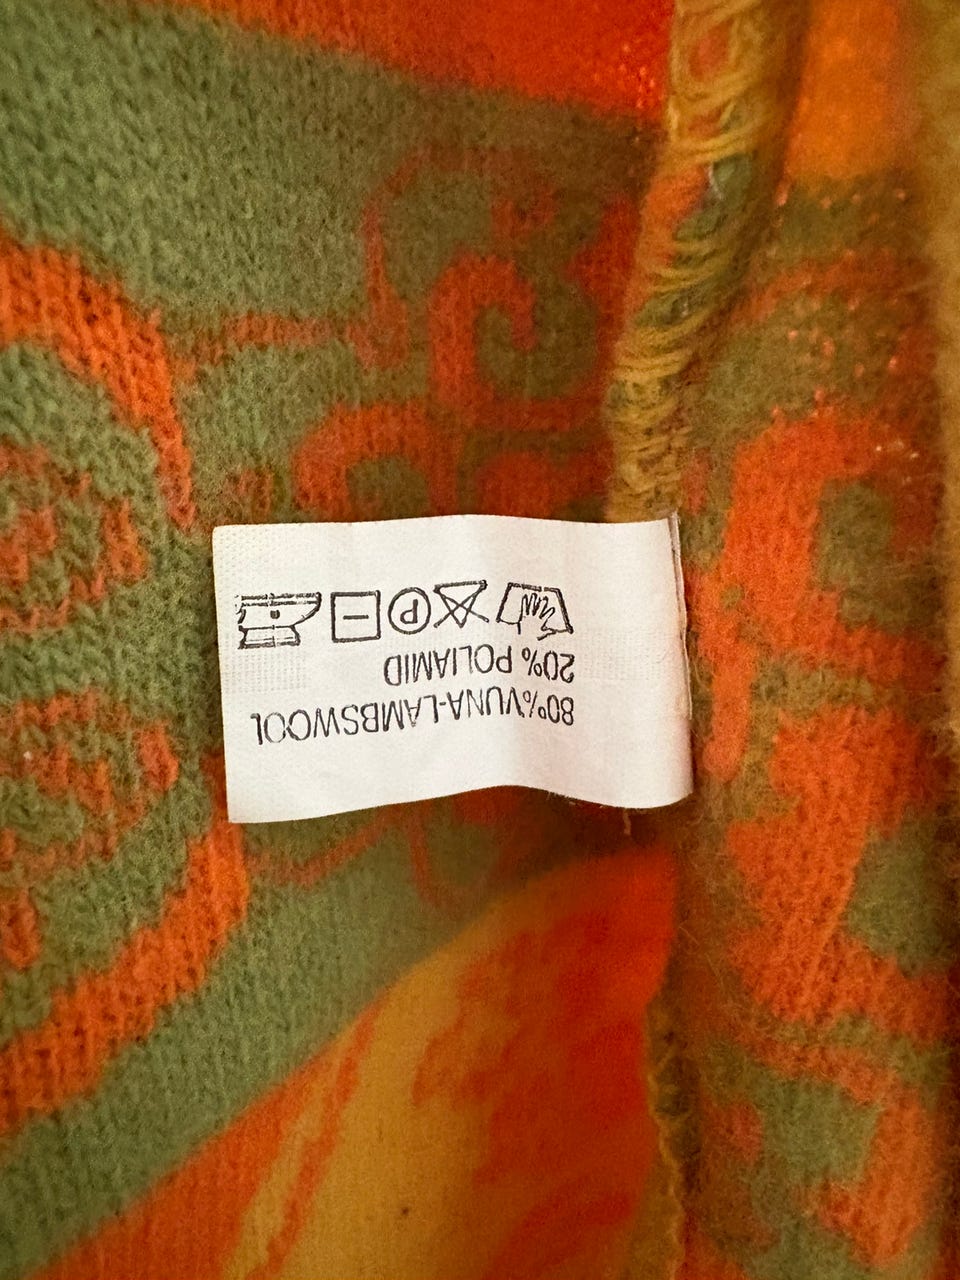 80% VUNA-LAMBSWOOL
20% POLIAMID
P